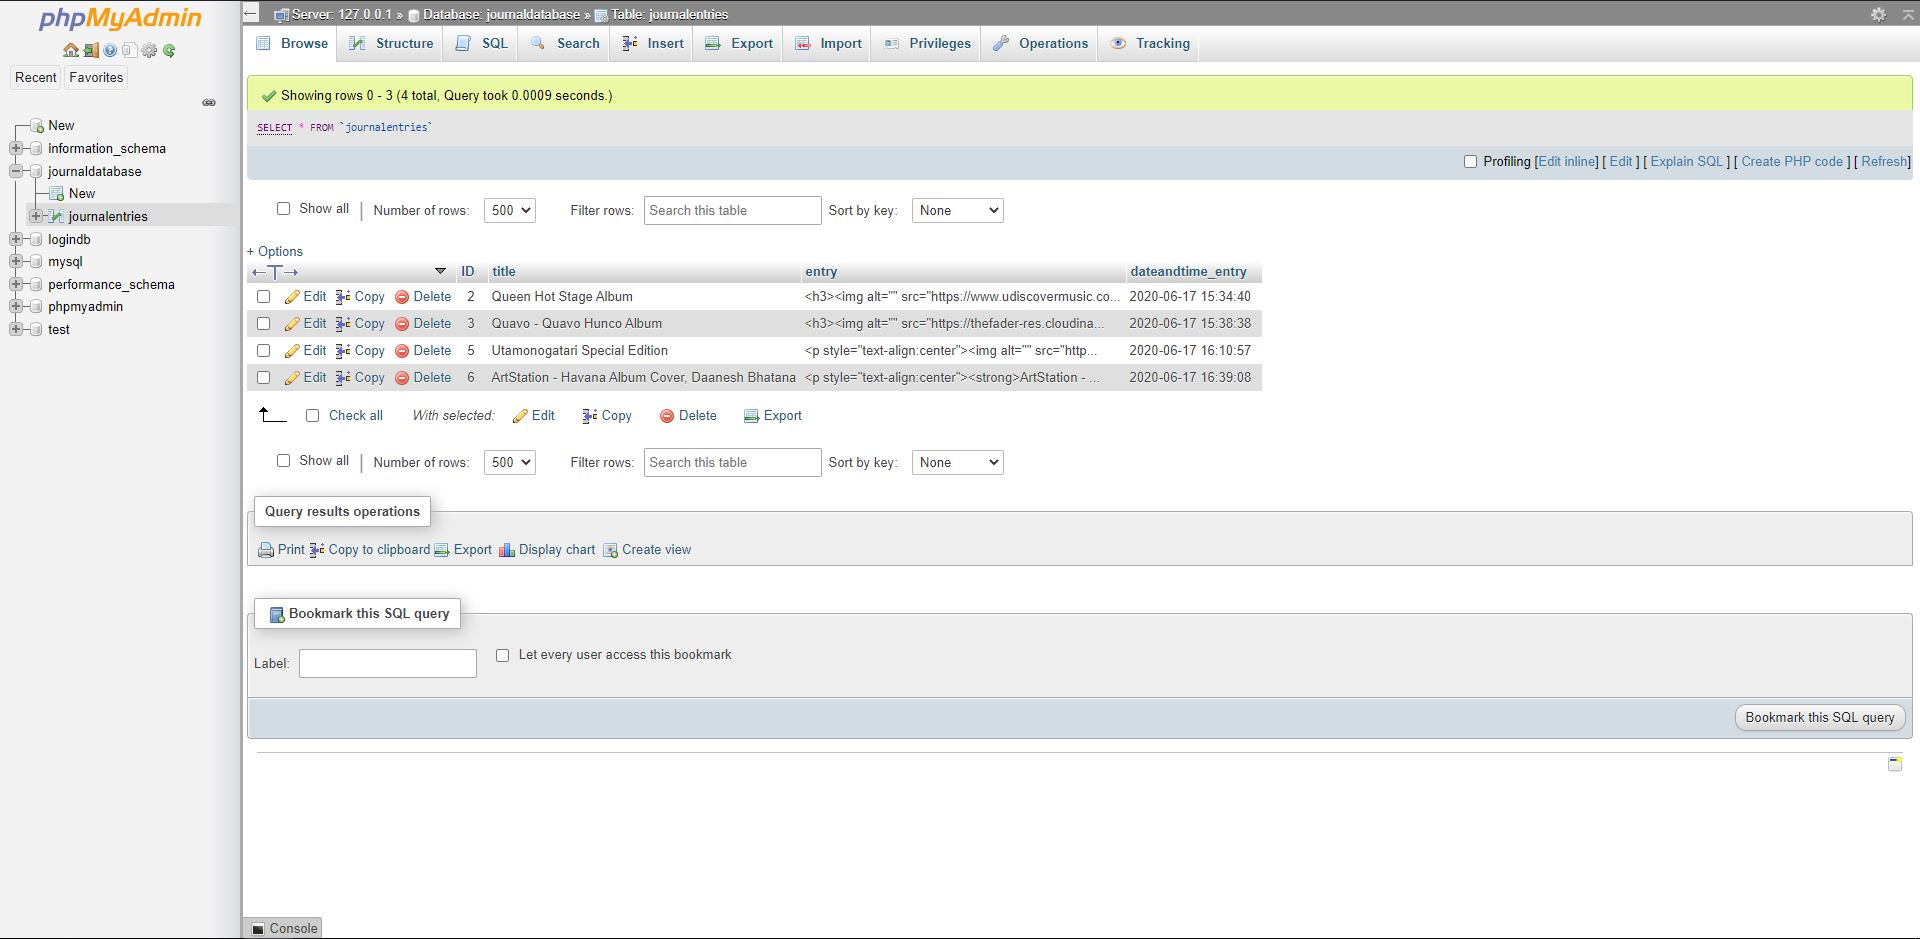 phpMyAdmin
Recent Favorites
New
information_schema
journaldatabase
New
journalentries
logindb
mysql
performance_schema
phpmyadmin
test
Server: 127.0.0.1 » Database: journaldatabase » Table: journalentries
Browse Structure SQL Search Insert Export Import Privileges Operations Tracking
Showing rows 0 - 3 (4 total, Query took 0.0009 seconds.)
SELECT * FROM `journalentries`
Profiling [Edit inline] [ Edit ] [ Explain SQL ] [ Create PHP code ] [ Refresh]
Show all | Number of rows: 500 Filter rows: Search this table Sort by key: None
+ Options
←T→ ID title entry dateandtime_entry
Edit Copy Delete 2 Queen Hot Stage Album <h3><img alt="" src="https://www.udiscovermusic.co... 2020-06-17 15:34:40
Edit Copy Delete 3 Quavo - Quavo Hunco Album <h3><img alt="" src="https://thefader-res.cloudina... 2020-06-17 15:38:38
Edit Copy Delete 5 Utamonogatari Special Edition <p style="text-align:center"><img alt="" src="http... 2020-06-17 16:10:57
Edit Copy Delete 6 ArtStation - Havana Album Cover, Daanesh Bhatana <p style="text-align:center"><strong>ArtStation - ... 2020-06-17 16:39:08
Check all With selected: Edit Copy Delete Export
Show all | Number of rows: 500 Filter rows: Search this table Sort by key: None
Query results operations
Print Copy to clipboard Export Display chart Create view
Bookmark this SQL query
Label: Let every user access this bookmark
Bookmark this SQL query
Console